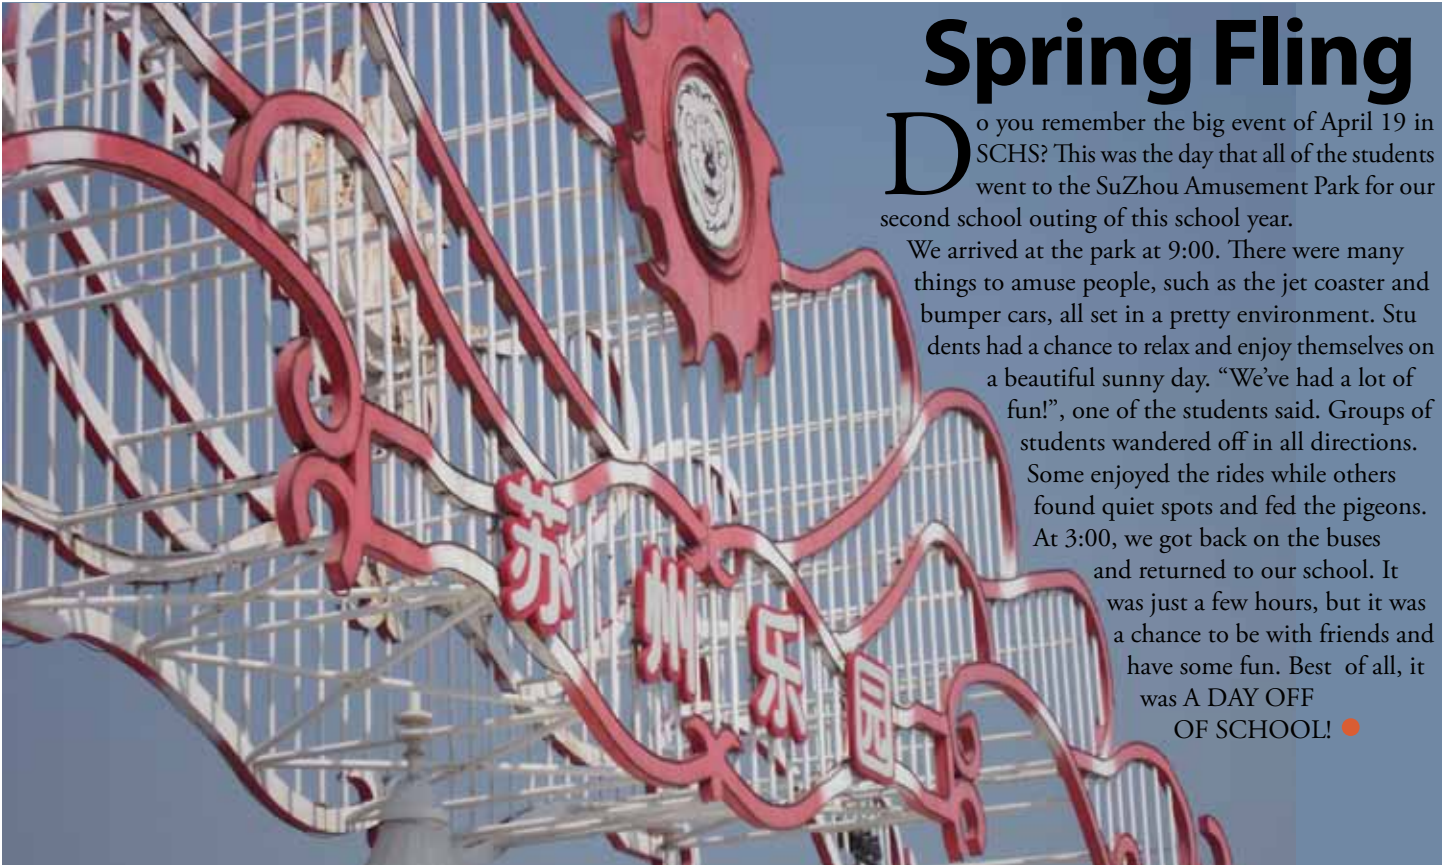 Spring Fling
Do you remember the big event of April 19 in
SCHS? This was the day that all of the students
went to the SuZhou Amusement Park for our
second school outing of this school year.
We arrived at the park at 9:00. There were many
things to amuse people, such as the jet coaster and
bumper cars, all set in a pretty environment. Stu
dents had a chance to relax and enjoy themselves on
a beautiful sunny day. “We’ve had a lot of
fun!”, one of the students said. Groups of
students wandered off in all directions.
Some enjoyed the rides while others
found quiet spots and fed the pigeons.
At 3:00, we got back on the buses
and returned to our school. It
was just a few hours, but it was
a chance to be with friends and
have some fun. Best of all, it
was A DAY OFF
OF SCHOOL!
苏州乐园